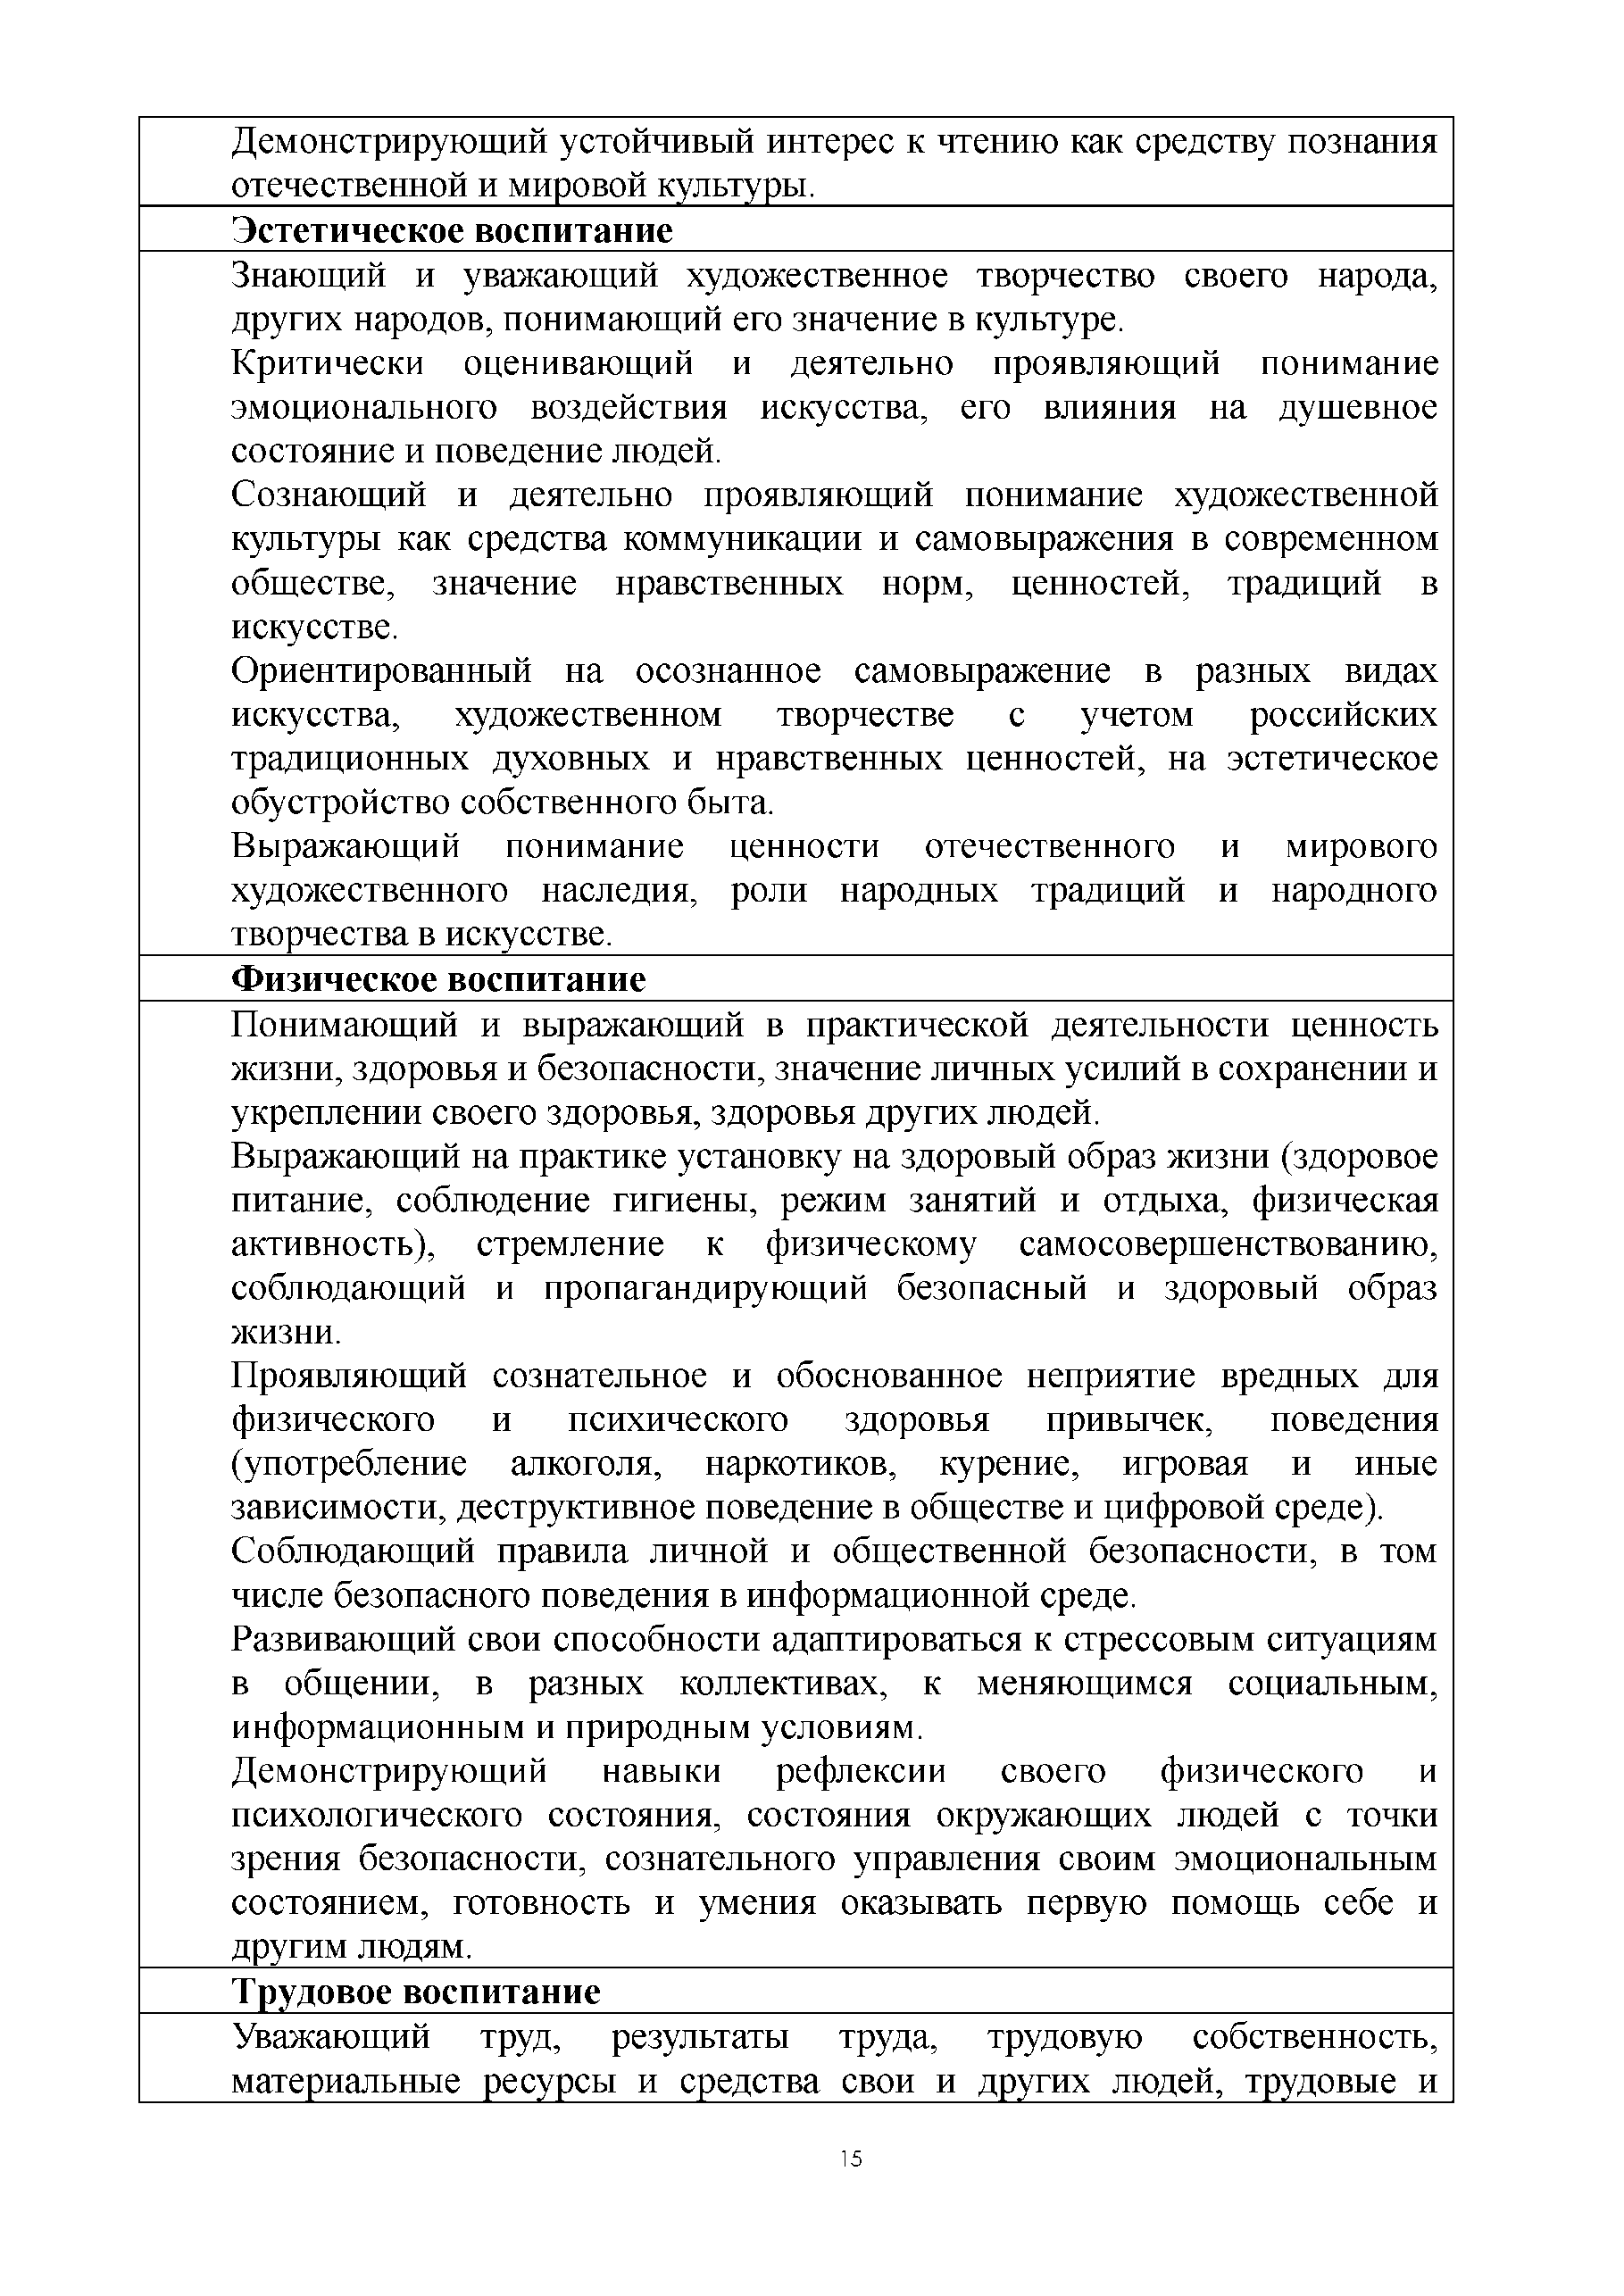 Демонстрирующий устойчивый интерес к чтению как средству познания
отечественной и мировой культуры.
Эстетическое воспитание
Знающий и уважающий художественное творчество своего народа,
других народов, понимающий его значение в культуре.
Критически оценивающий и деятельно проявляющий понимание
эмоционального воздействия искусства, его влияния на душевное
состояние и поведение людей.
Сознающий и деятельно проявляющий понимание художественной
культуры как средства коммуникации и самовыражения в современном
обществе, значение нравственных норм, ценностей, традиций в
искусстве.
Ориентированный на осознанное самовыражение в разных видах
искусства, художественном творчестве с учетом российских
традиционных духовных и нравственных ценностей, на эстетическое
обустройство собственного быта.
Выражающий понимание ценности отечественного и мирового
художественного наследия, роли народных традиций и народного
творчества в искусстве.
Физическое воспитание
Понимающий и выражающий в практической деятельности ценность
жизни, здоровья и безопасности, значение личных усилий в сохранении и
укреплении своего здоровья, здоровья других людей.
Выражающий на практике установку на здоровый образ жизни (здоровое
питание, соблюдение гигиены, режим занятий и отдыха, физическая
активность), стремление к физическому самосовершенствованию,
соблюдающий и пропагандирующий безопасный и здоровый образ
жизни.
Проявляющий сознательное и обоснованное неприятие вредных для
физического и психического здоровья привычек, поведения
(употребление алкоголя, наркотиков, курение, игровая и иные
зависимости, деструктивное поведение в обществе и цифровой среде).
Соблюдающий правила личной и общественной безопасности, в том
числе безопасного поведения в информационной среде.
Развивающий свои способности адаптироваться к стрессовым ситуациям
в общении, в разных коллективах, к меняющимся социальным,
информационным и природным условиям.
Демонстрирующий навыки рефлексии своего физического и
психологического состояния, состояния окружающих людей с точки
зрения безопасности, сознательного управления своим эмоциональным
состоянием, готовность и умения оказывать первую помощь себе и
другим людям.
Трудовое воспитание
Уважающий труд, результаты труда, трудовую собственность,
материальные ресурсы и средства свои и других людей, трудовые и
15